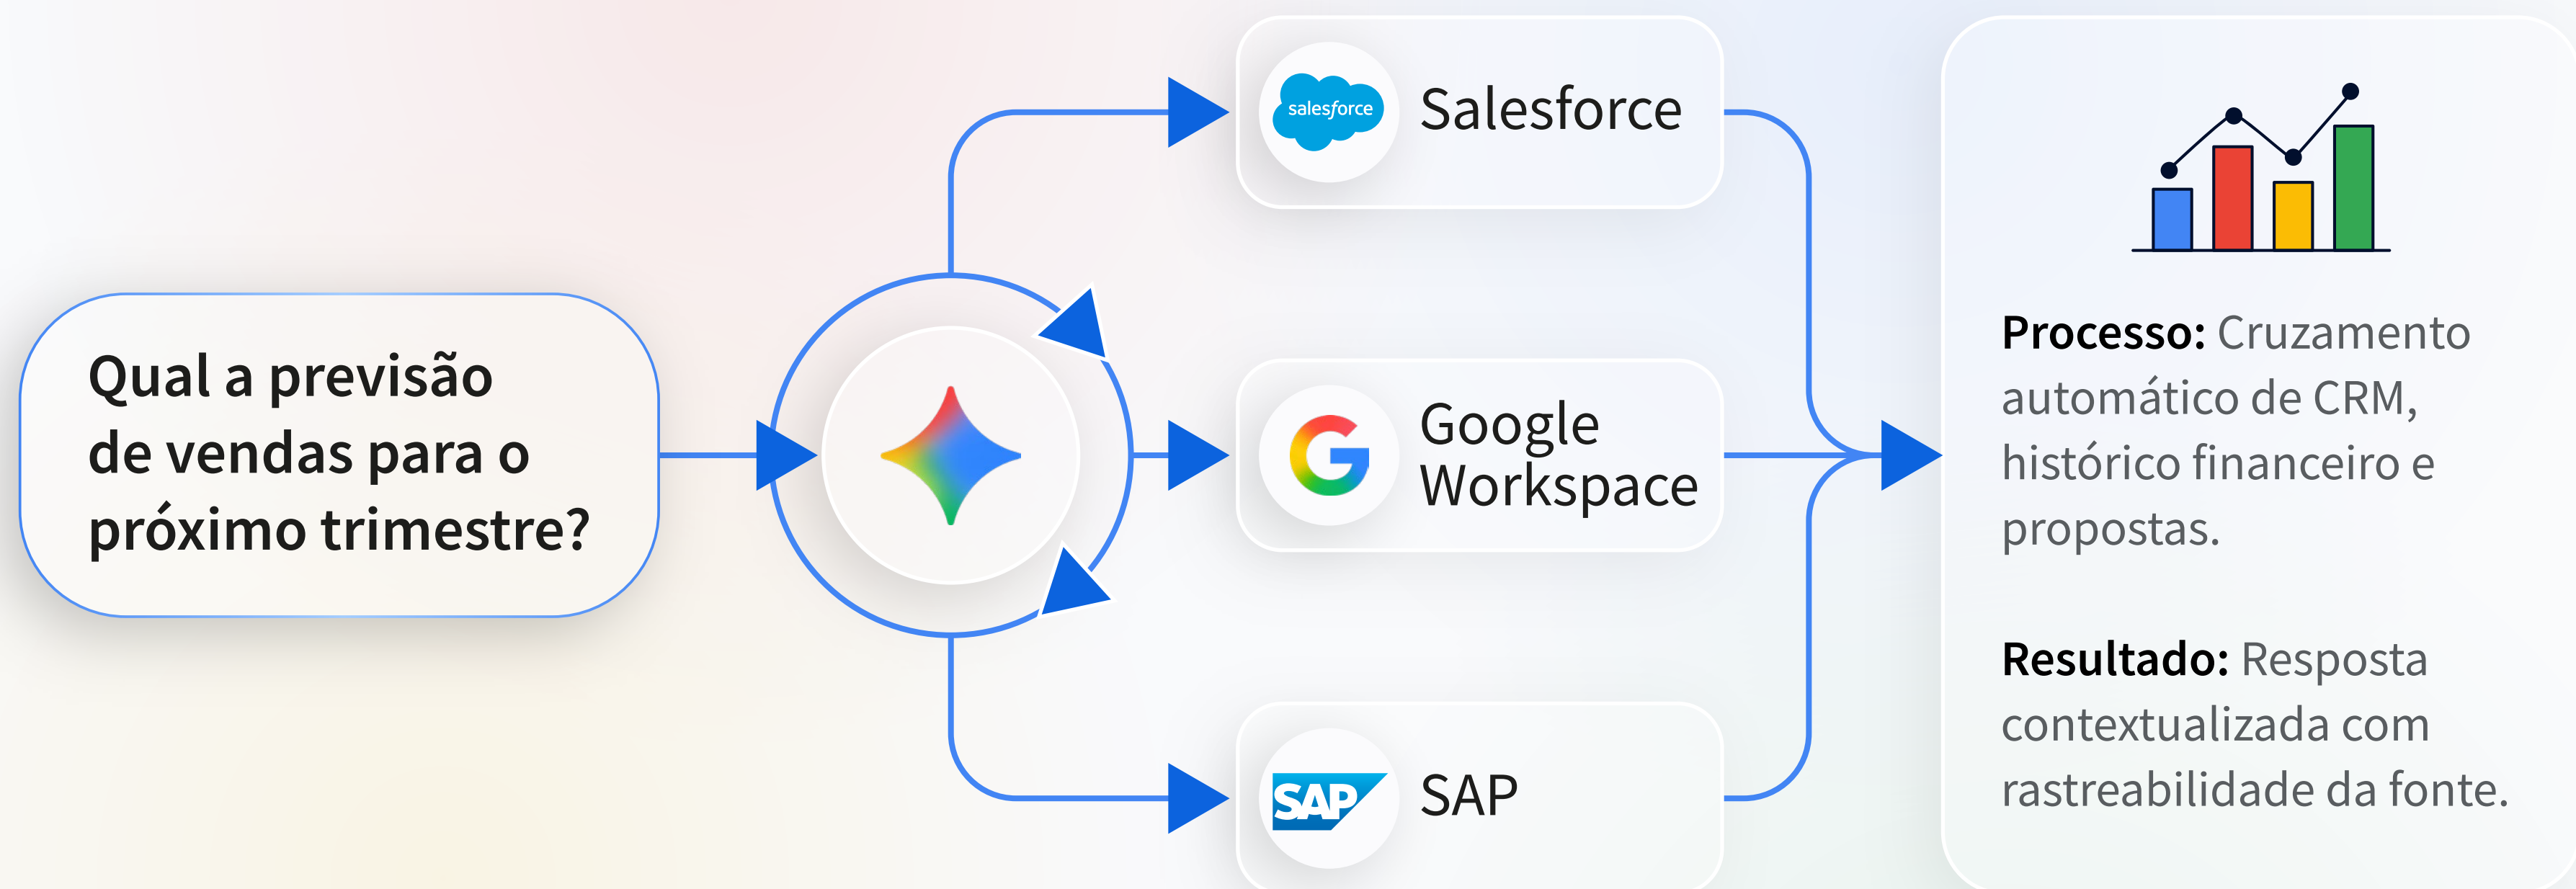 Qual a previsão
de vendas para o
próximo trimestre?
salesforce
Salesforce
Google
Workspace
SAP
SAP
Processo: Cruzamento
automático de CRM,
histórico financeiro e
propostas.
Resultado: Resposta
contextualizada com
rastreabilidade da fonte.